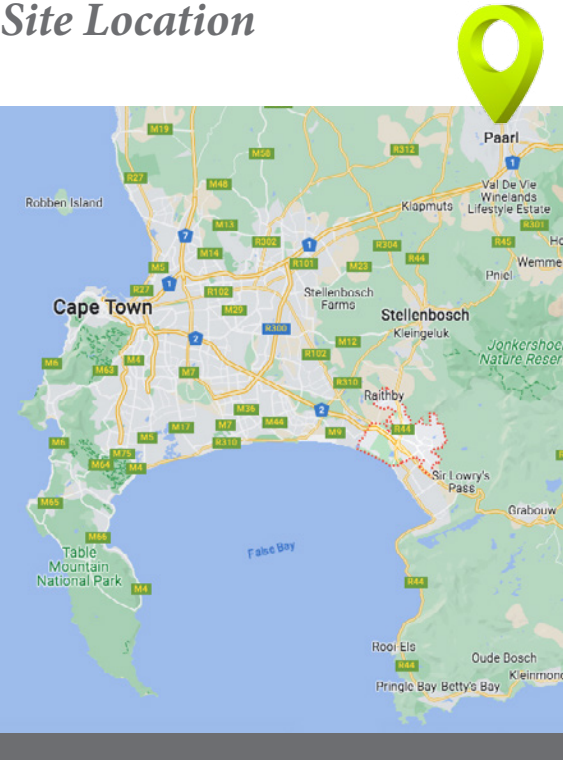 Site Location
Paarl
M19
M58
R312
1
R27
M48
Val De Vie
Winelands
Lifestyle Estate
Robben Island
Klapmuts
R301
M13
7
R302
1
R304
R45
M14
R101
R44
Wemme
M5
M23
Pniel
1
R27
R102
Stellenbosch
Farms
Cape Town
M29
Stellenbosch
R300
Kleingeluk
2
M12
Jonkershoe
Nature Reser
M4
R102
M6
M63
M7
R310
Raithby
M36
2
M17
M7
M44
R44
M5
M9
M6
R310
M75
M64
M4
Sir Lowry's
Pass
M65
Grabouw
M66
False Bay
Table
Mountain
National Park
M4
R44
Rooi Els
R44
Oude Bosch
Kleinmond
Pringle Bay
Betty's Bay